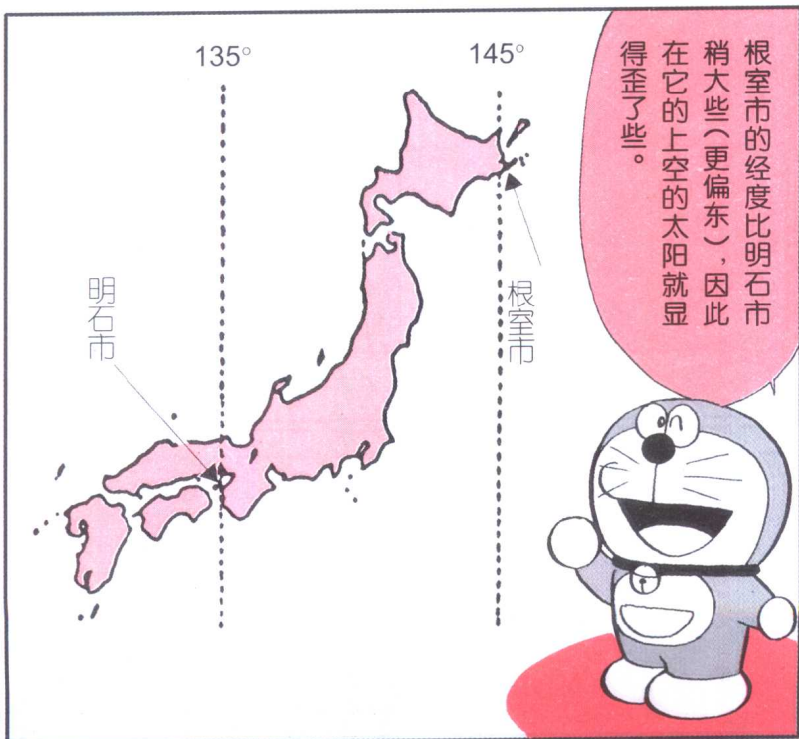 135°
145°
根室市的经度比明石市
稍大些(更偏东),因此
在它的上空的太阳就显
得歪了些。
明石市
根室市